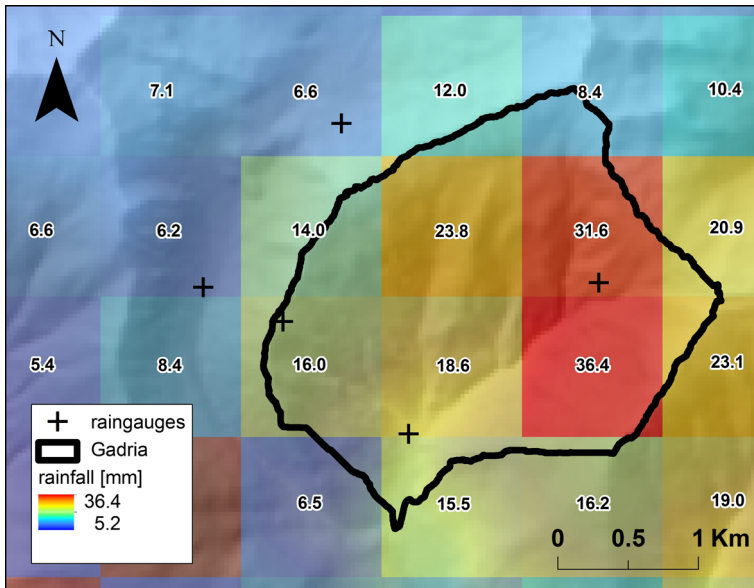 N
7.1 6.6 12.0 8.4 10.4
6.6 6.2 14.0 23.8 31.6 20.9
5.4 8.4 16.0 18.6 36.4 23.1
6.5 15.5 16.2 19.0
raingauges
Gadria
rainfall [mm]
36.4
5.2
0 0.5 1 Km